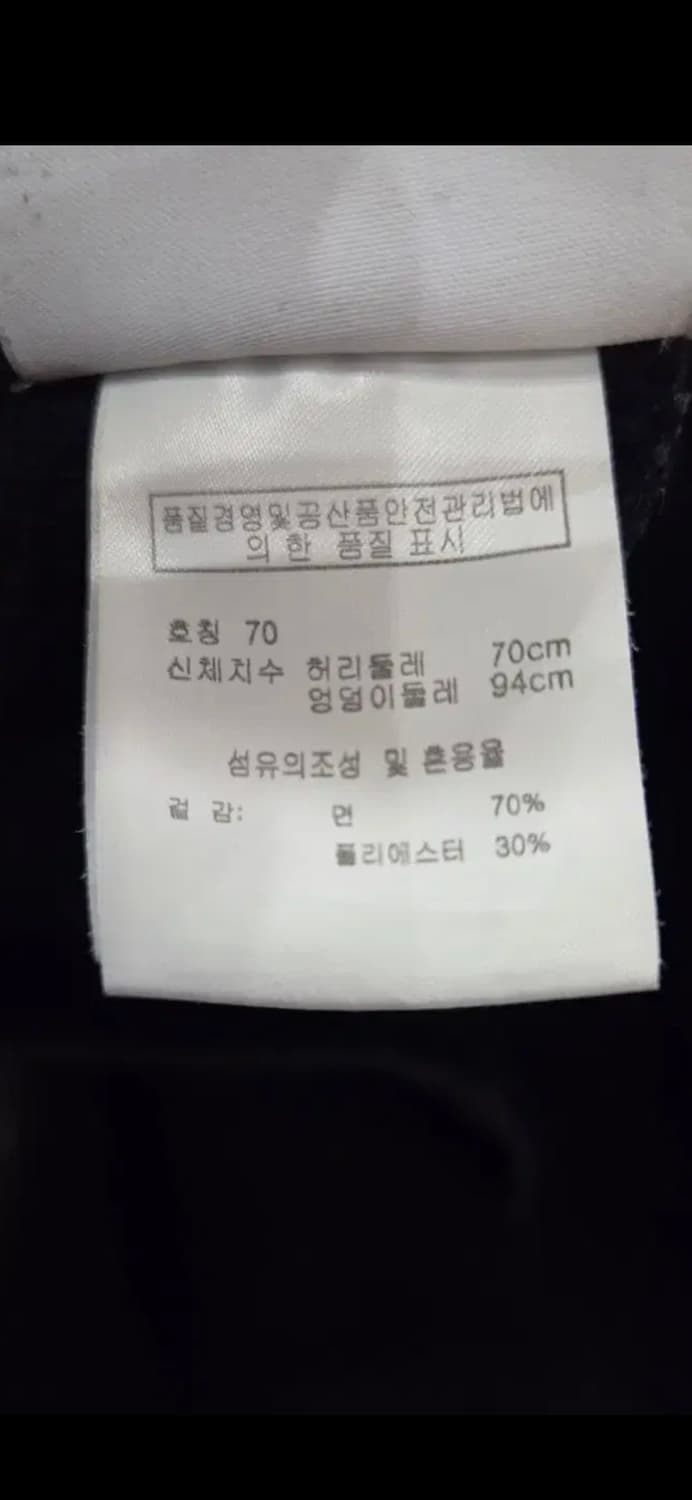 품질경영및공산품안전관리법에
의 한 품질 표시
호칭 70
신체치수 허리둘레 70cm
엉덩이둘레 94cm
섬유의조성 및 혼용율
겉 감: 면 70%
폴리에스터 30%